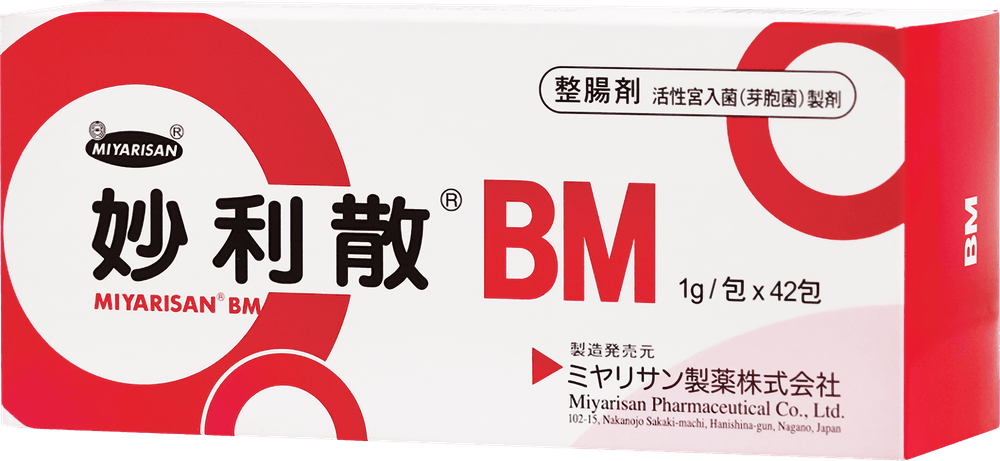 整腸剤 活性宮入菌(芽胞菌)製剤
MIYARISAN ®
妙利散® BM
MIYARISAN® BM
1g/包 x 42包
製造発売元
ミヤリサン製薬株式会社
Miyarisan Pharmaceutical Co., Ltd.
102-15, Nakanojo Sakaki-machi, Hanishina-gun, Nagano, Japan
BM